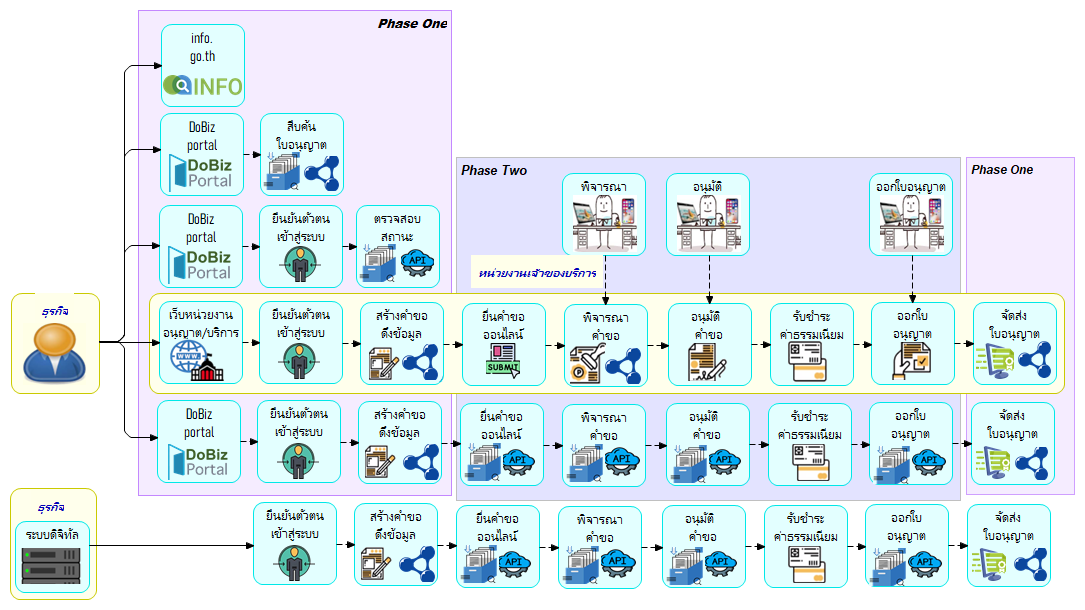 Phase One
info.
go.th
INFO
DoBiz
portal
DoBiz
Portal
สืบค้น
ใบอนุญาต
Phase Two
พิจารณา
อนุมัติ
ออกใบอนุญาต
Phase One
DoBiz
portal
DoBiz
Portal
ยืนยันตัวตน
เข้าสู่ระบบ
ตรวจสอบ
สถานะ
API
หน่วยงานเจ้าของบริการ
ธุรกิจ
เว็บหน่วยงาน
อนุญาต/บริการ
WWW
ยืนยันตัวตน
เข้าสู่ระบบ
สร้างคำขอ
ดึงข้อมูล
ยื่นคำขอ
ออนไลน์
SUBMIT
พิจารณา
คำขอ
อนุมัติ
คำขอ
รับชำระ
ค่าธรรมเนียม
ออกใบ
อนุญาต
จัดส่ง
ใบอนุญาต
DoBiz
portal
DoBiz
Portal
ยืนยันตัวตน
เข้าสู่ระบบ
สร้างคำขอ
ดึงข้อมูล
ยื่นคำขอ
ออนไลน์
API
พิจารณา
คำขอ
API
อนุมัติ
คำขอ
API
รับชำระ
ค่าธรรมเนียม
ออกใบ
อนุญาต
API
จัดส่ง
ใบอนุญาต
ธุรกิจ
ระบบดิจิทัล
ยืนยันตัวตน
เข้าสู่ระบบ
สร้างคำขอ
ดึงข้อมูล
ยื่นคำขอ
ออนไลน์
API
พิจารณา
คำขอ
API
อนุมัติ
คำขอ
API
รับชำระ
ค่าธรรมเนียม
ออกใบ
อนุญาต
API
จัดส่ง
ใบอนุญาต